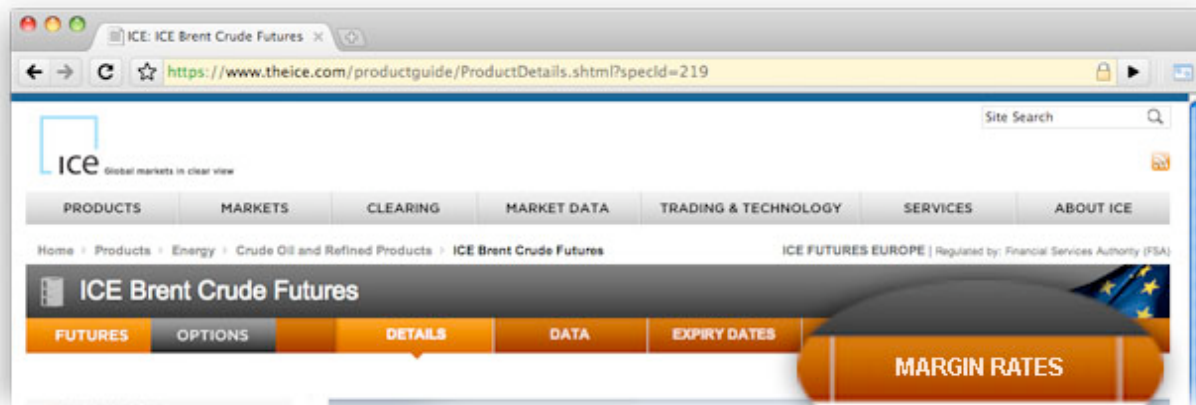 ICE: ICE Brent Crude Futures
https://www.theice.com/productguide/ProductDetails.shtml?specId=219
Site Search
ICE Global markets in clear view
PRODUCTS MARKETS CLEARING MARKET DATA TRADING & TECHNOLOGY SERVICES ABOUT ICE
Home Products Energy Crude Oil and Refined Products ICE Brent Crude Futures ICE FUTURES EUROPE | Regulated by: Financial Services Authority (FSA)
ICE Brent Crude Futures
FUTURES OPTIONS DETAILS DATA EXPIRY DATES
MARGIN RATES